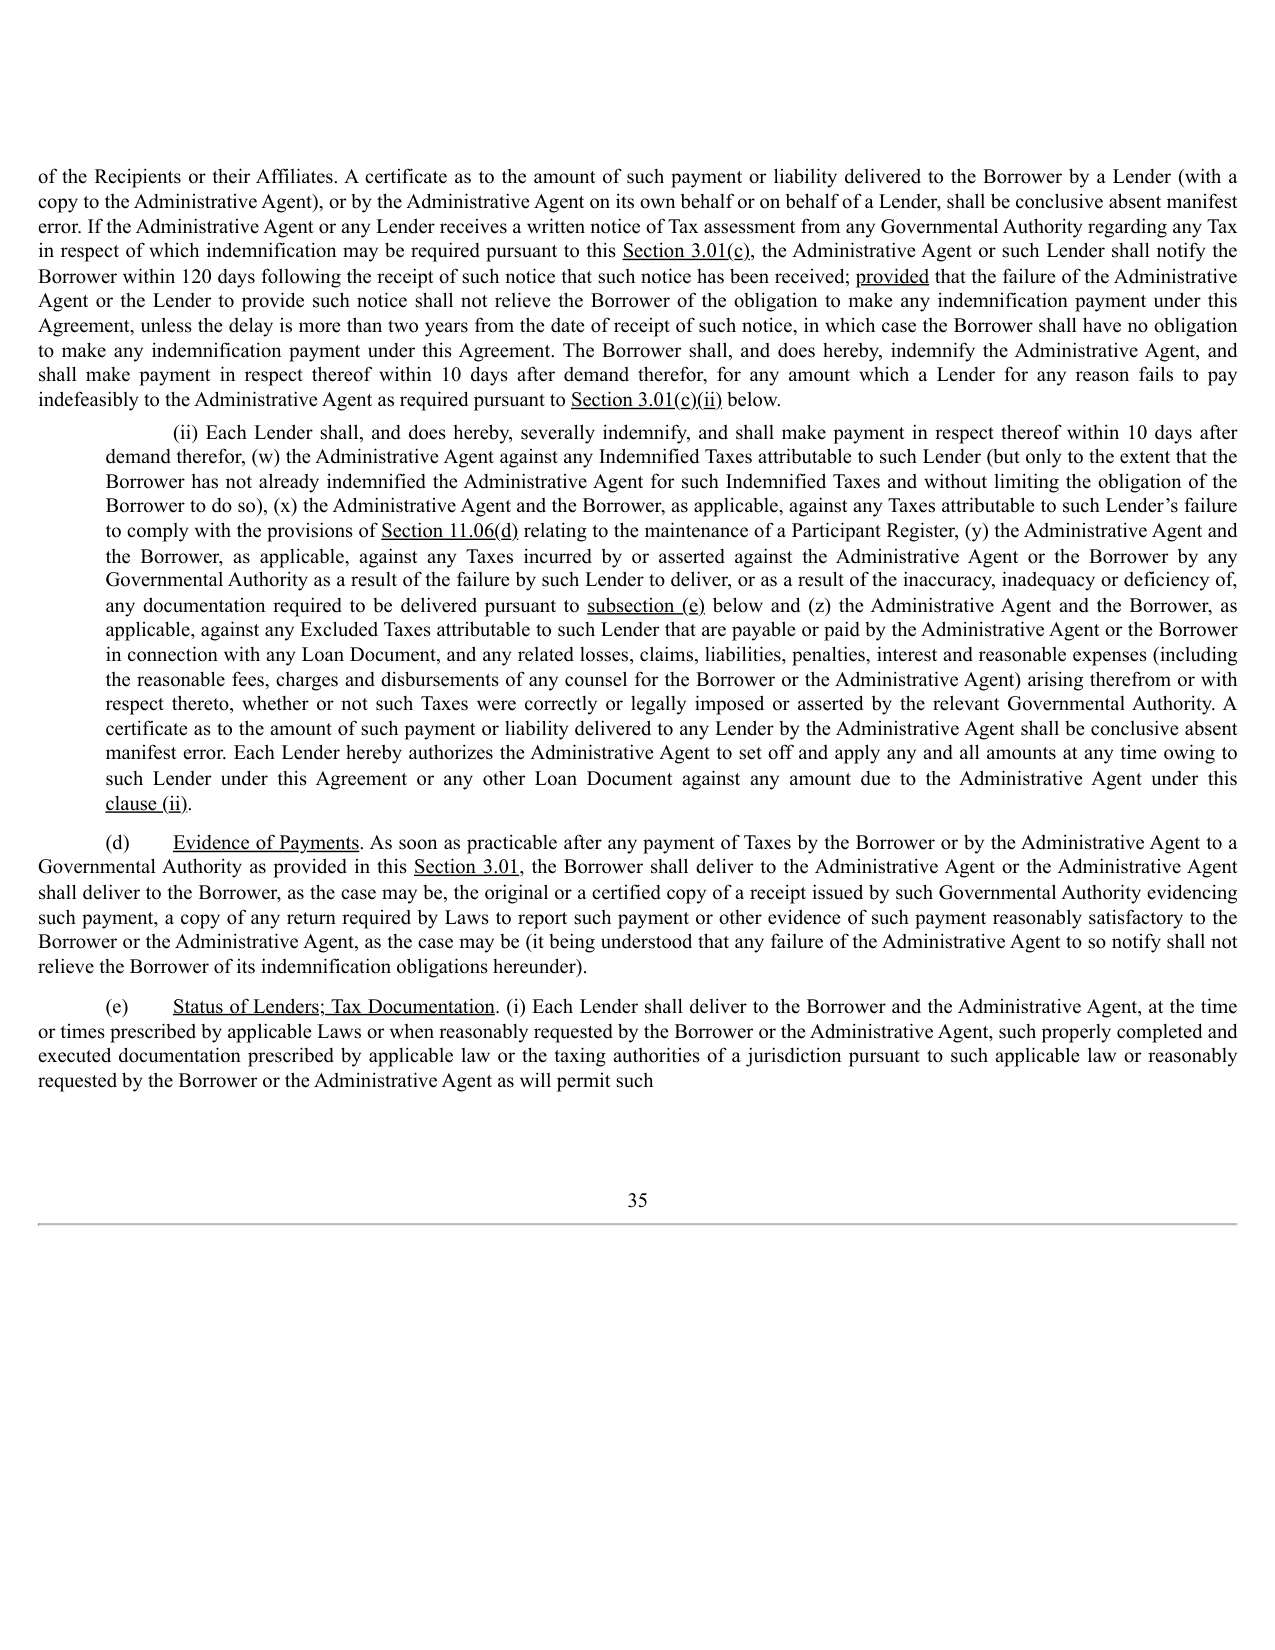 of the Recipients or their Affiliates. A certificate as to the amount of such payment or liability delivered to the Borrower by a Lender (with a
copy to the Administrative Agent), or by the Administrative Agent on its own behalf or on behalf of a Lender, shall be conclusive absent manifest
error. If the Administrative Agent or any Lender receives a written notice of Tax assessment from any Governmental Authority regarding any Tax
in respect of which indemnification may be required pursuant to this Section 3.01(c), the Administrative Agent or such Lender shall notify the
Borrower within 120 days following the receipt of such notice that such notice has been received; provided that the failure of the Administrative
Agent or the Lender to provide such notice shall not relieve the Borrower of the obligation to make any indemnification payment under this
Agreement, unless the delay is more than two years from the date of receipt of such notice, in which case the Borrower shall have no obligation
to make any indemnification payment under this Agreement. The Borrower shall, and does hereby, indemnify the Administrative Agent, and
shall make payment in respect thereof within 10 days after demand therefor, for any amount which a Lender for any reason fails to pay
indefeasibly to the Administrative Agent as required pursuant to Section 3.01(c)(ii) below.
(ii) Each Lender shall, and does hereby, severally indemnify, and shall make payment in respect thereof within 10 days after
demand therefor, (w) the Administrative Agent against any Indemnified Taxes attributable to such Lender (but only to the extent that the
Borrower has not already indemnified the Administrative Agent for such Indemnified Taxes and without limiting the obligation of the
Borrower to do so), (x) the Administrative Agent and the Borrower, as applicable, against any Taxes attributable to such Lender’s failure
to comply with the provisions of Section 11.06(d) relating to the maintenance of a Participant Register, (y) the Administrative Agent and
the Borrower, as applicable, against any Taxes incurred by or asserted against the Administrative Agent or the Borrower by any
Governmental Authority as a result of the failure by such Lender to deliver, or as a result of the inaccuracy, inadequacy or deficiency of,
any documentation required to be delivered pursuant to subsection (e) below and (z) the Administrative Agent and the Borrower, as
applicable, against any Excluded Taxes attributable to such Lender that are payable or paid by the Administrative Agent or the Borrower
in connection with any Loan Document, and any related losses, claims, liabilities, penalties, interest and reasonable expenses (including
the reasonable fees, charges and disbursements of any counsel for the Borrower or the Administrative Agent) arising therefrom or with
respect thereto, whether or not such Taxes were correctly or legally imposed or asserted by the relevant Governmental Authority. A
certificate as to the amount of such payment or liability delivered to any Lender by the Administrative Agent shall be conclusive absent
manifest error. Each Lender hereby authorizes the Administrative Agent to set off and apply any and all amounts at any time owing to
such Lender under this Agreement or any other Loan Document against any amount due to the Administrative Agent under this
clause (ii).
(d) Evidence of Payments. As soon as practicable after any payment of Taxes by the Borrower or by the Administrative Agent to a
Governmental Authority as provided in this Section 3.01, the Borrower shall deliver to the Administrative Agent or the Administrative Agent
shall deliver to the Borrower, as the case may be, the original or a certified copy of a receipt issued by such Governmental Authority evidencing
such payment, a copy of any return required by Laws to report such payment or other evidence of such payment reasonably satisfactory to the
Borrower or the Administrative Agent, as the case may be (it being understood that any failure of the Administrative Agent to so notify shall not
relieve the Borrower of its indemnification obligations hereunder).
(e) Status of Lenders; Tax Documentation. (i) Each Lender shall deliver to the Borrower and the Administrative Agent, at the time
or times prescribed by applicable Laws or when reasonably requested by the Borrower or the Administrative Agent, such properly completed and
executed documentation prescribed by applicable law or the taxing authorities of a jurisdiction pursuant to such applicable law or reasonably
requested by the Borrower or the Administrative Agent as will permit such
35